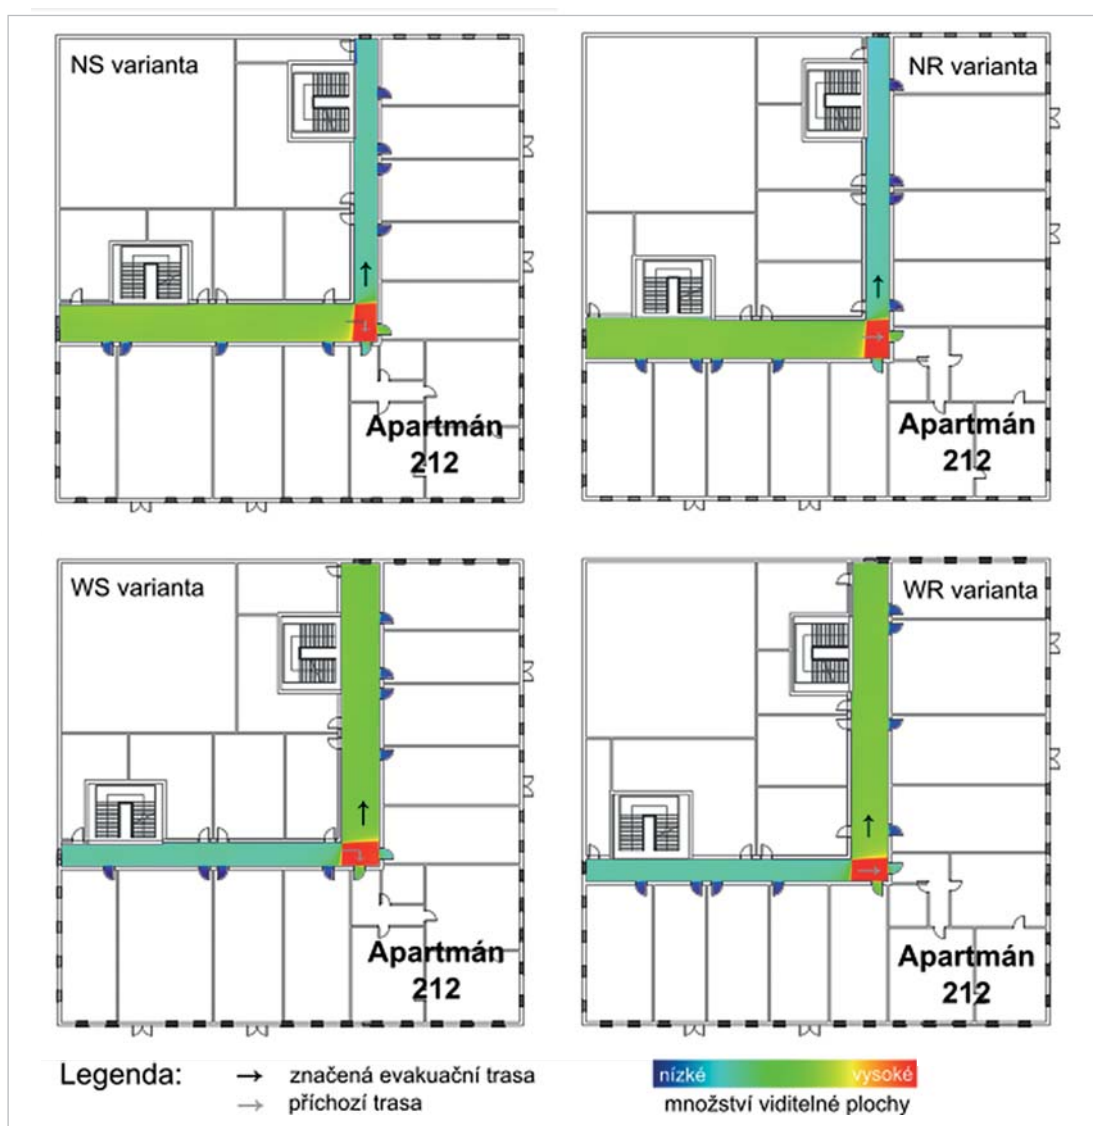 NS varianta
Apartmán
212
NR varianta
Apartmán
212
WS varianta
Apartmán
212
WR varianta
Apartmán
212
Legenda:
značená evakuační trasa
příchozí trasa
nízké vysoké
množství viditelné plochy